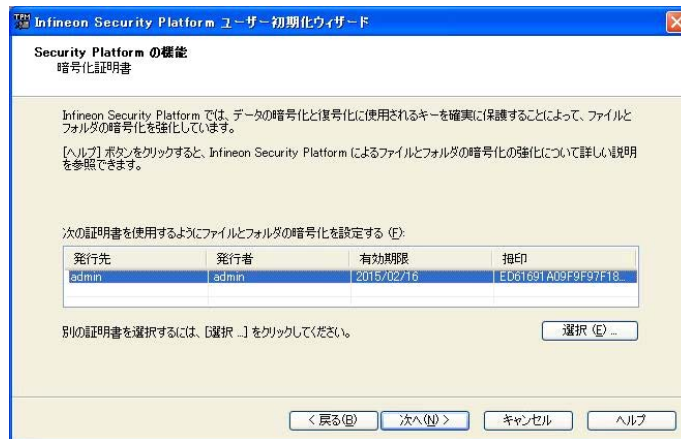 Infineon Security Platform ユーザー初期化ウィザード
Security Platform の機能
暗号化証明書
Infineon Security Platform では、データの暗号化と復号化に使用されるキーを確実に保護することによって、ファイルと
フォルダの暗号化を強化しています。
[ヘルプ] ボタンをクリックすると、Infineon Security Platform によるファイルとフォルダの暗号化の強化について詳しい説明
を参照できます。
次の証明書を使用するようにファイルとフォルダの暗号化を設定する (F):
発行先 発行者 有効期限 拇印
admin admin 2015/02/16 ED61691A09F9F97F18...
別の証明書を選択するには、[選択 ...] をクリックしてください。
選択 (E) ...
< 戻る(B) 次へ(N) > キャンセル ヘルプ